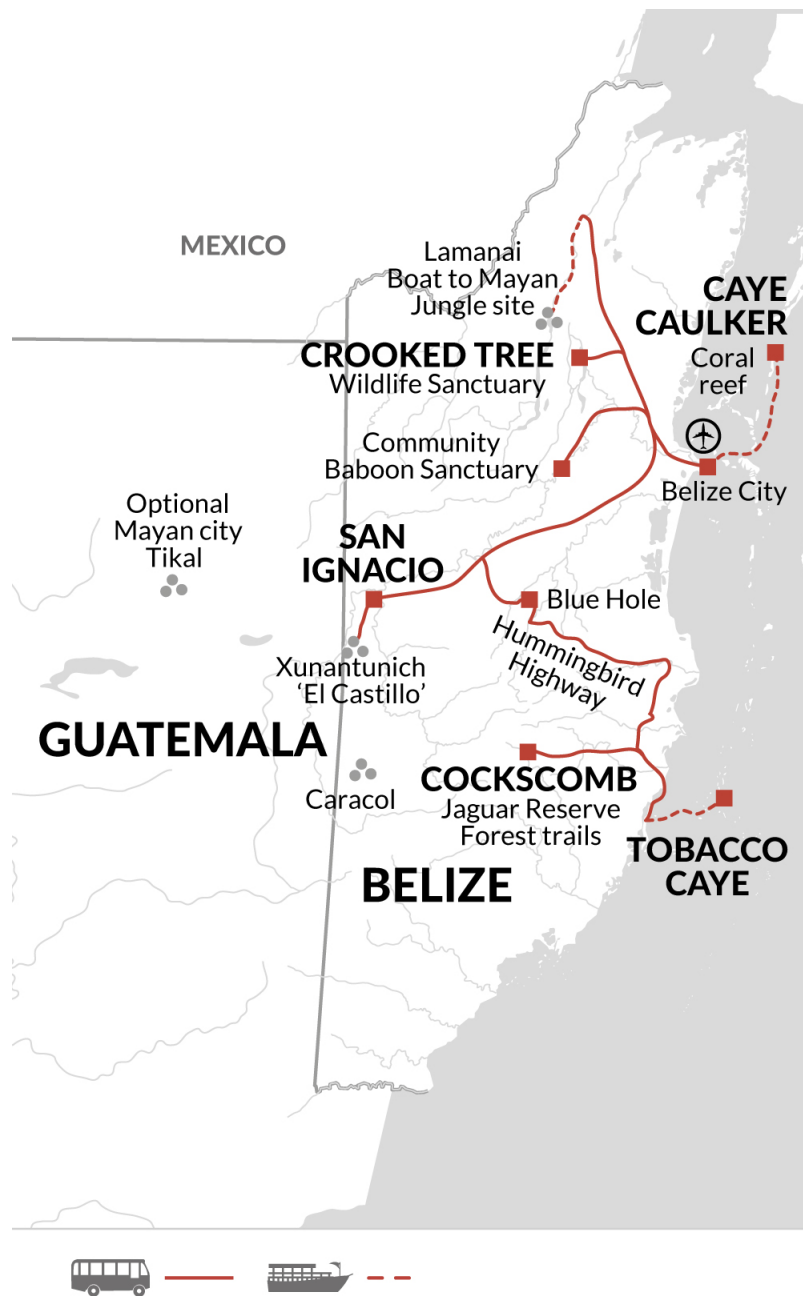 MEXICO
Lamanai
Boat to Mayan
Jungle site
CAYE
CAULKER
Coral
reef
CROOKED TREE
Wildlife Sanctuary
Community
Baboon Sanctuary
Belize City
Optional
Mayan city
Tikal
SAN
IGNACIO
Blue Hole
Hummingbird
Highway
Xunantunich
‘El Castillo’
GUATEMALA
COCKSCOMB
Jaguar Reserve
Forest trails
Caracol
TOBACCO
CAYE
BELIZE